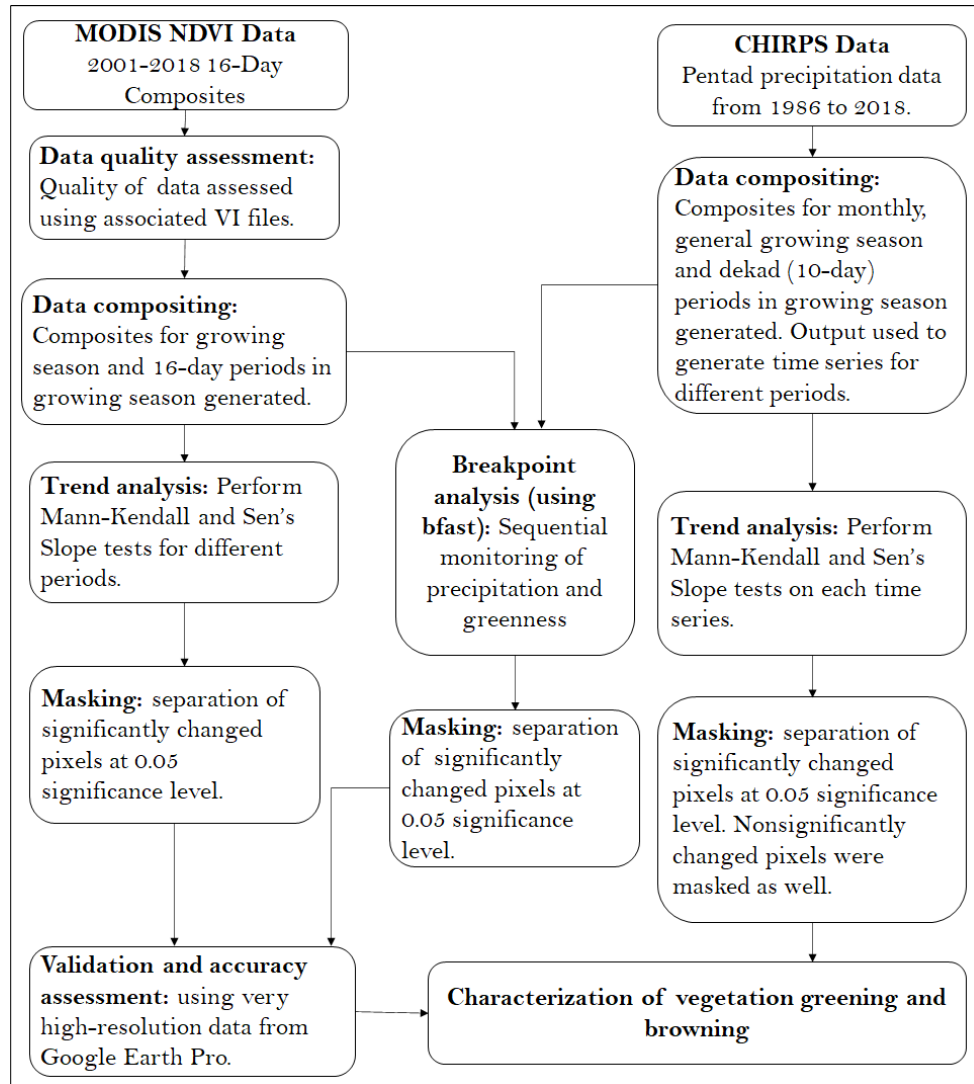 MODIS NDVI Data
2001-2018 16-Day
Composites
CHIRPS Data
Pentad precipitation data
from 1986 to 2018.
Data quality assessment:
Quality of data assessed
using associated VI files.
Data compositing:
Composites for monthly,
general growing season
and dekad (10-day)
periods in growing season
generated. Output used to
generate time series for
different periods.
Data compositing:
Composites for growing
season and 16-day periods in
growing season generated.
Breakpoint
analysis (using
bfast): Sequential
monitoring of
precipitation and
greenness
Trend analysis: Perform
Mann-Kendall and Sen's
Slope tests for different
periods.
Trend analysis: Perform
Mann-Kendall and Sen's
Slope tests on each time
series.
Masking: separation of
significantly changed
pixels at 0.05
significance level.
Masking: separation
of significantly
changed pixels at
0.05 significance
level.
Masking: separation of
significantly changed
pixels at 0.05 significance
level. Nonsignificantly
changed pixels were
masked as well.
Validation and accuracy
assessment: using very
high-resolution data from
Google Earth Pro.
Characterization of vegetation greening and
browning